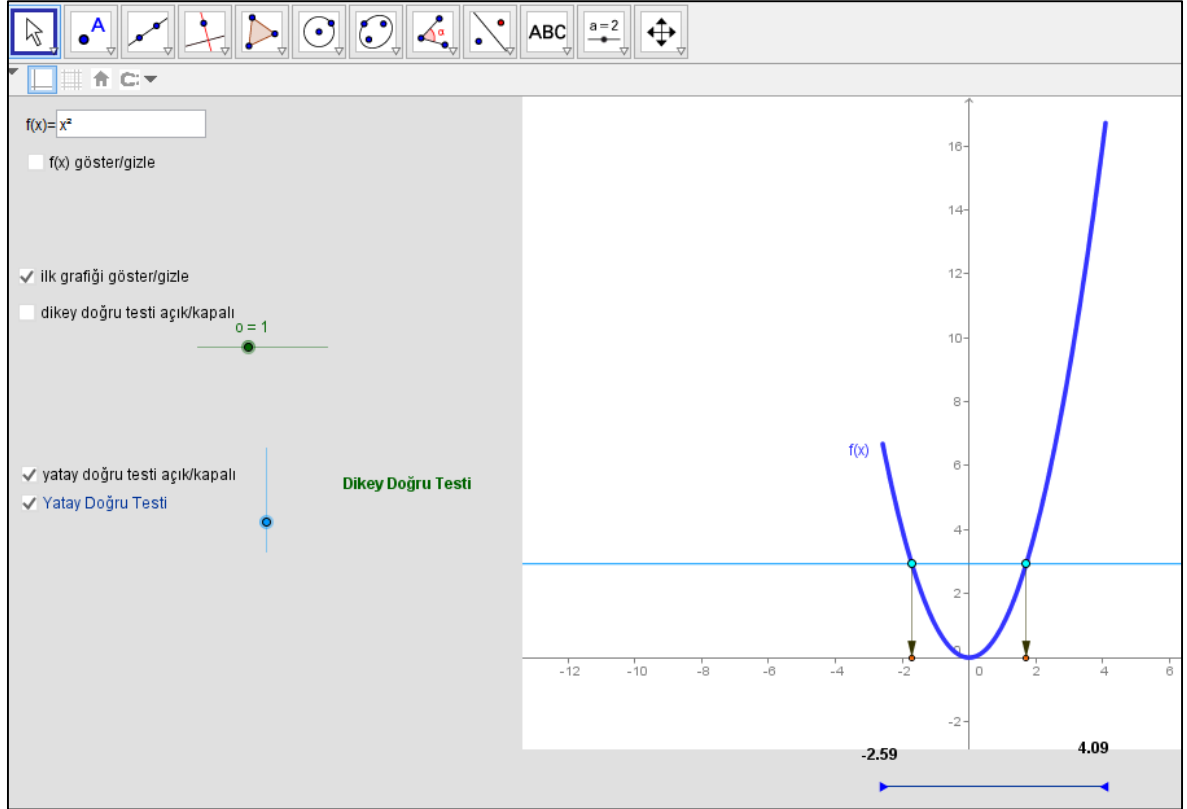 A
α
ABC
a=2
f(x)= x²
f(x) göster/gizle
ilk grafiği göster/gizle
dikey doğru testi açık/kapalı
o = 1
yatay doğru testi açık/kapalı
Yatay Doğru Testi
Dikey Doğru Testi
16
14
12
10
8
f(x)
6
4
2
0
-12 -10 -8 -6 -4 -2 0 2 4 6
-2
-2.59 4.09